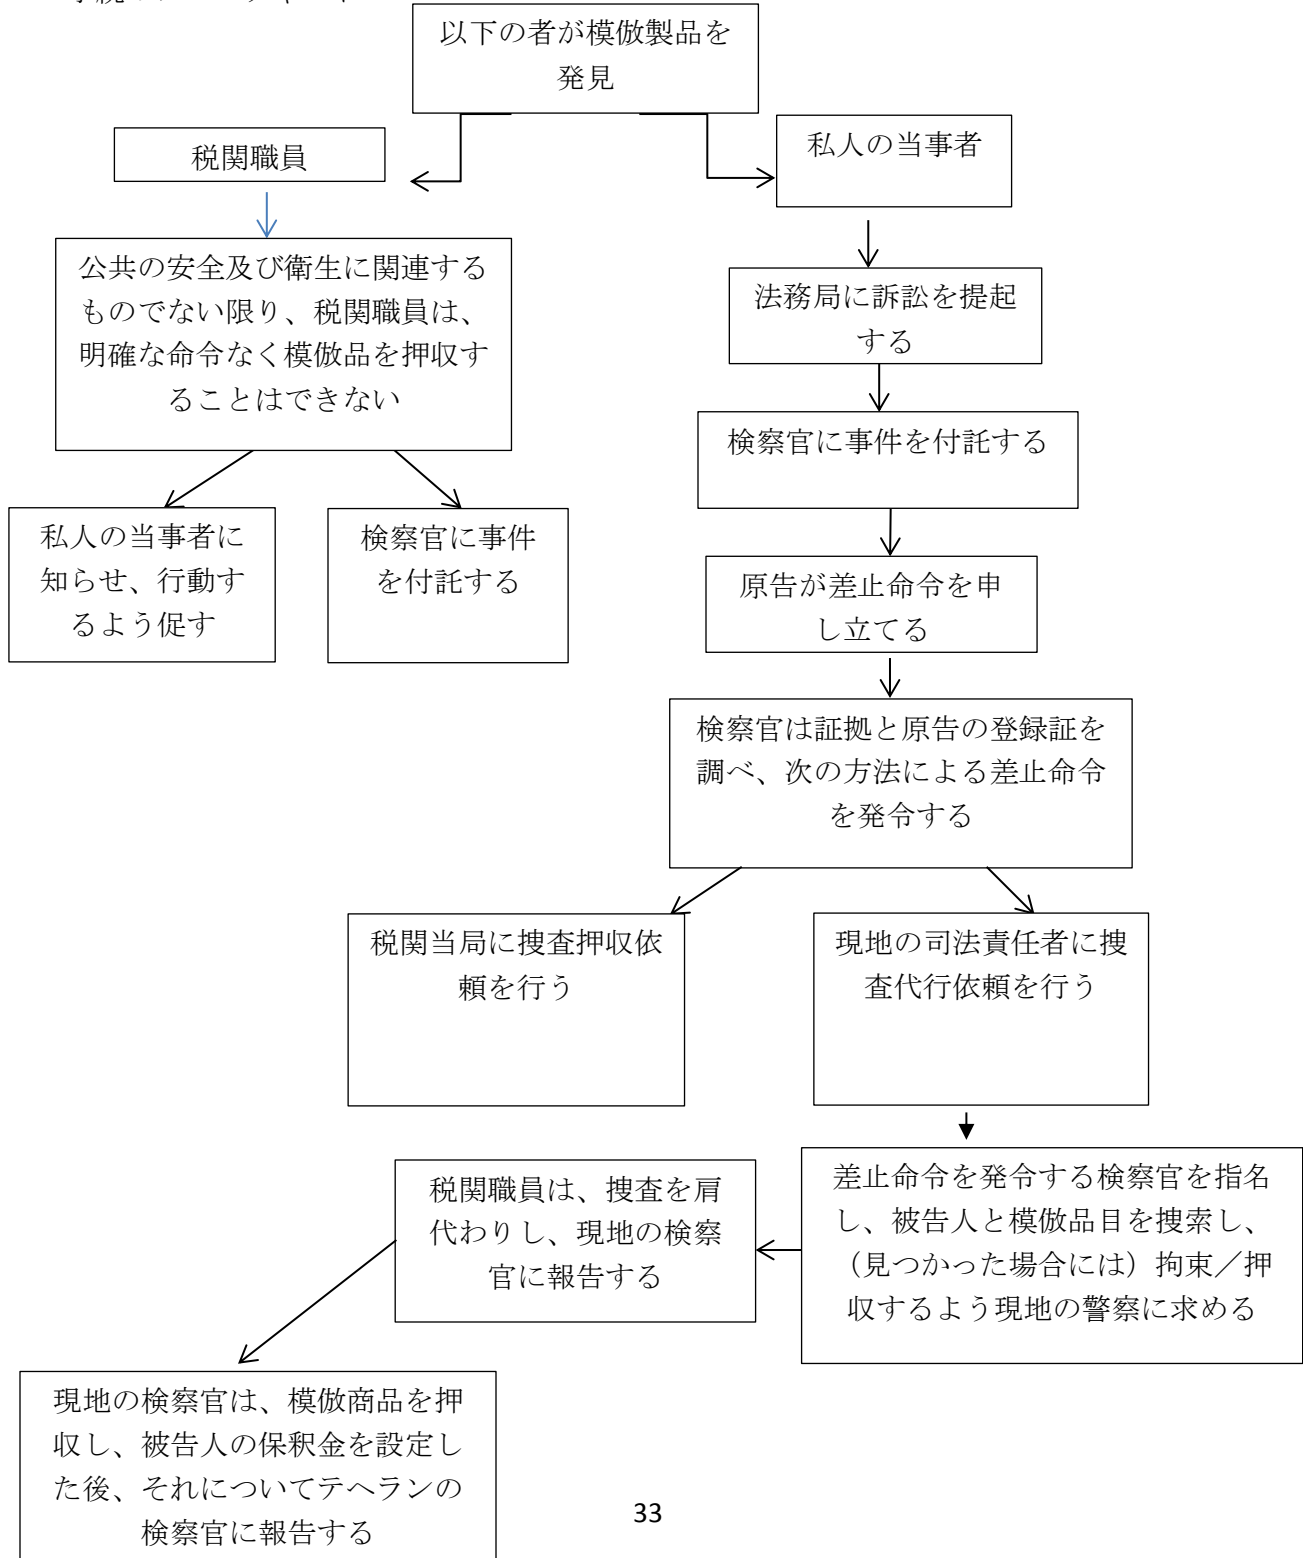 以下の者が模倣製品を
発見
税関職員
私人の当事者
公共の安全及び衛生に関連する
ものでない限り、税関職員は、
明確な命令なく模倣品を押収す
ることはできない
法務局に訴訟を提起
する
検察官に事件を付託する
私人の当事者に
知らせ、行動す
るよう促す
検察官に事件
を付託する
原告が差止命令を申
し立てる
検察官は証拠と原告の登録証を
調べ、次の方法による差止命令
を発令する
税関当局に捜査押収依
頼を行う
現地の司法責任者に捜
査代行依頼を行う
税関職員は、捜査を肩
代わりし、現地の検察
官に報告する
差止命令を発令する検察官を指名
し、被告人と模倣品目を捜索し、
（見つかった場合には）拘束／押
収するよう現地の警察に求める
現地の検察官は、模倣商品を押
収し、被告人の保釈金を設定し
た後、それについてテヘランの
検察官に報告する
33